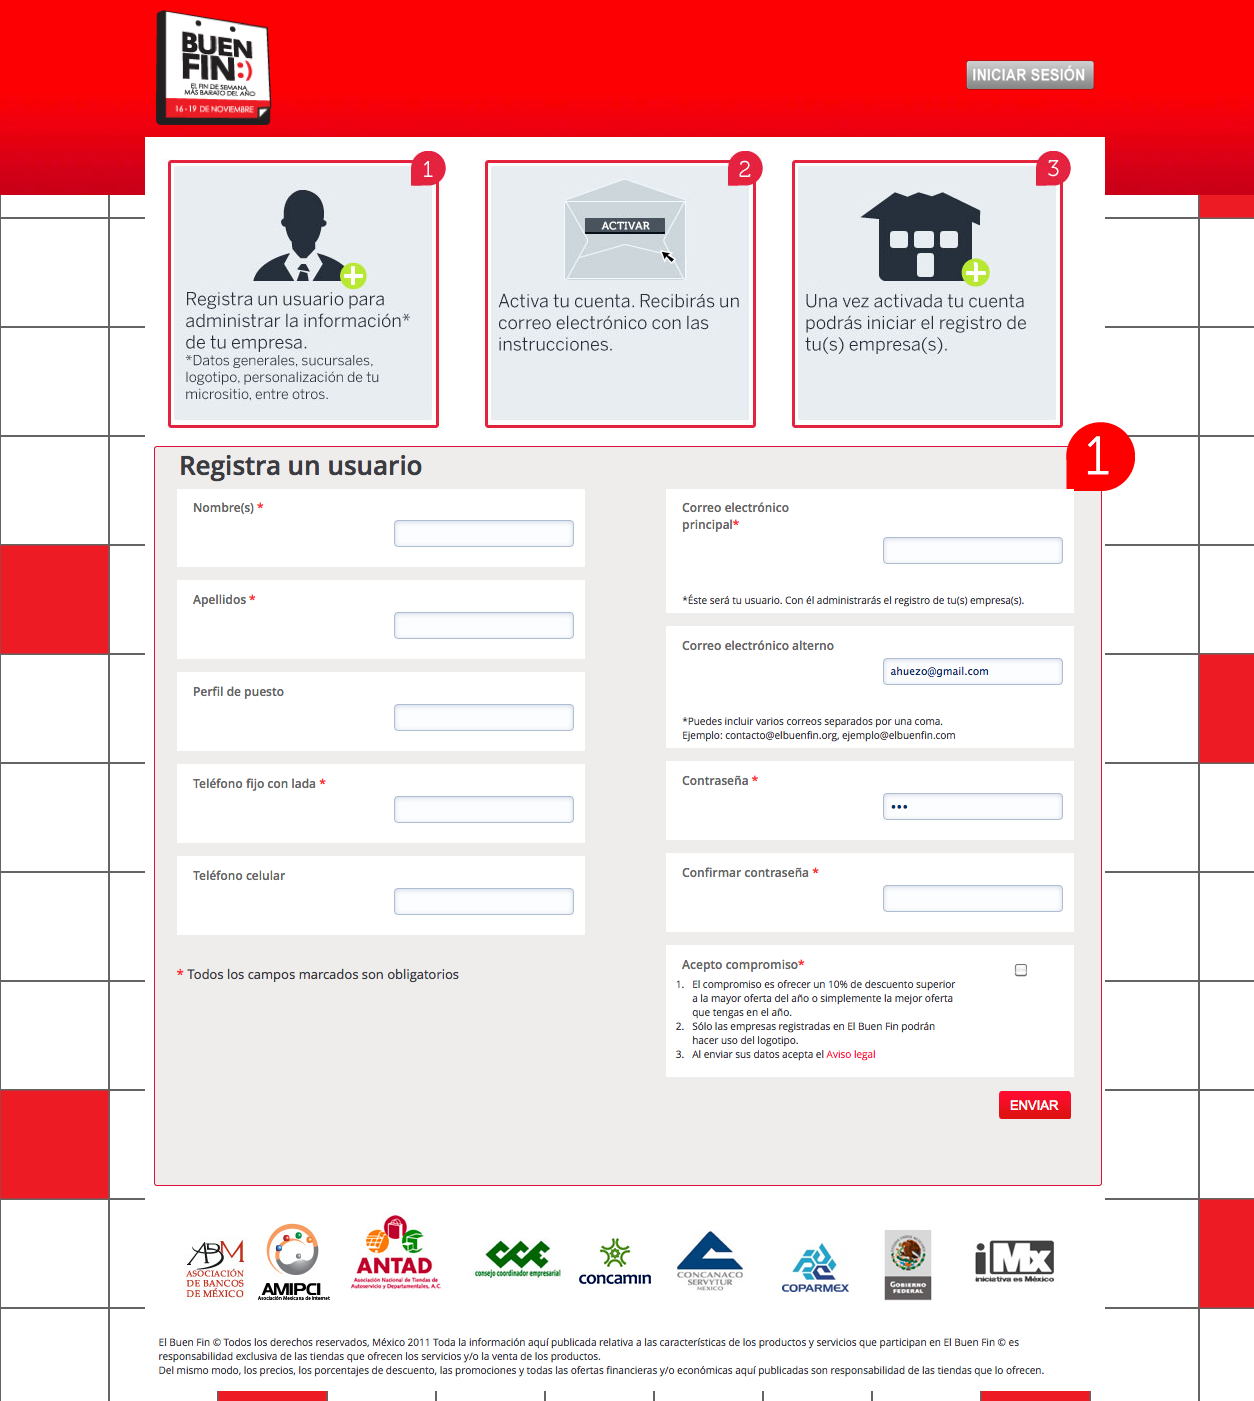 BUEN
FIN:)
EL FIN DE SEMANA
MÁS BARATO DEL AÑO
16 - 19 DE NOVIEMBRE
INICIAR SESIÓN
1
Registra un usuario para
administrar la información*
de tu empresa.
*Datos generales, sucursales,
logotipo, personalización de tu
micrositio, entre otros.
2
ACTIVAR
Activa tu cuenta. Recibirás un
correo electrónico con las
instrucciones.
3
Una vez activada tu cuenta
podrás iniciar el registro de
tu(s) empresa(s).
1
Registra un usuario
Nombre(s) *
Apellidos *
Perfil de puesto
Teléfono fijo con lada *
Teléfono celular
* Todos los campos marcados son obligatorios
Correo electrónico
principal*
*Éste será tu usuario. Con él administrarás el registro de tu(s) empresa(s).
Correo electrónico alterno
ahuezo@gmail.com
*Puedes incluir varios correos separados por una coma.
Ejemplo: contacto@elbuenfin.org, ejemplo@elbuenfin.com
Contraseña *
•••
Confirmar contraseña *
Acepto compromiso*
1. El compromiso es ofrecer un 10% de descuento superior
a la mayor oferta del año o simplemente la mejor oferta
que tengas en el año.
2. Sólo las empresas registradas en El Buen Fin podrán
hacer uso del logotipo.
3. Al enviar sus datos acepta el Aviso legal
ENVIAR
ABM
ASOCIACIÓN
DE BANCOS
DE MÉXICO
AMIPCI
Asociación Mexicana de Internet
ANTAD
Asociación Nacional de Tiendas de
Autoservicio y Departamentales, A.C.
cce
consejo coordinador empresarial
concamin
CONCANACO
SERVYTUR
MEXICO
COPARMEX
GOBIERNO
FEDERAL
iMx
iniciativa es México
El Buen Fin © Todos los derechos reservados, México 2011 Toda la información aquí publicada relativa a las características de los productos y servicios que participan en El Buen Fin © es
responsabilidad exclusiva de las tiendas que ofrecen los servicios y/o la venta de los productos.
Del mismo modo, los precios, los porcentajes de descuento, las promociones y todas las ofertas financieras y/o económicas aquí publicadas son responsabilidad de las tiendas que lo ofrecen.